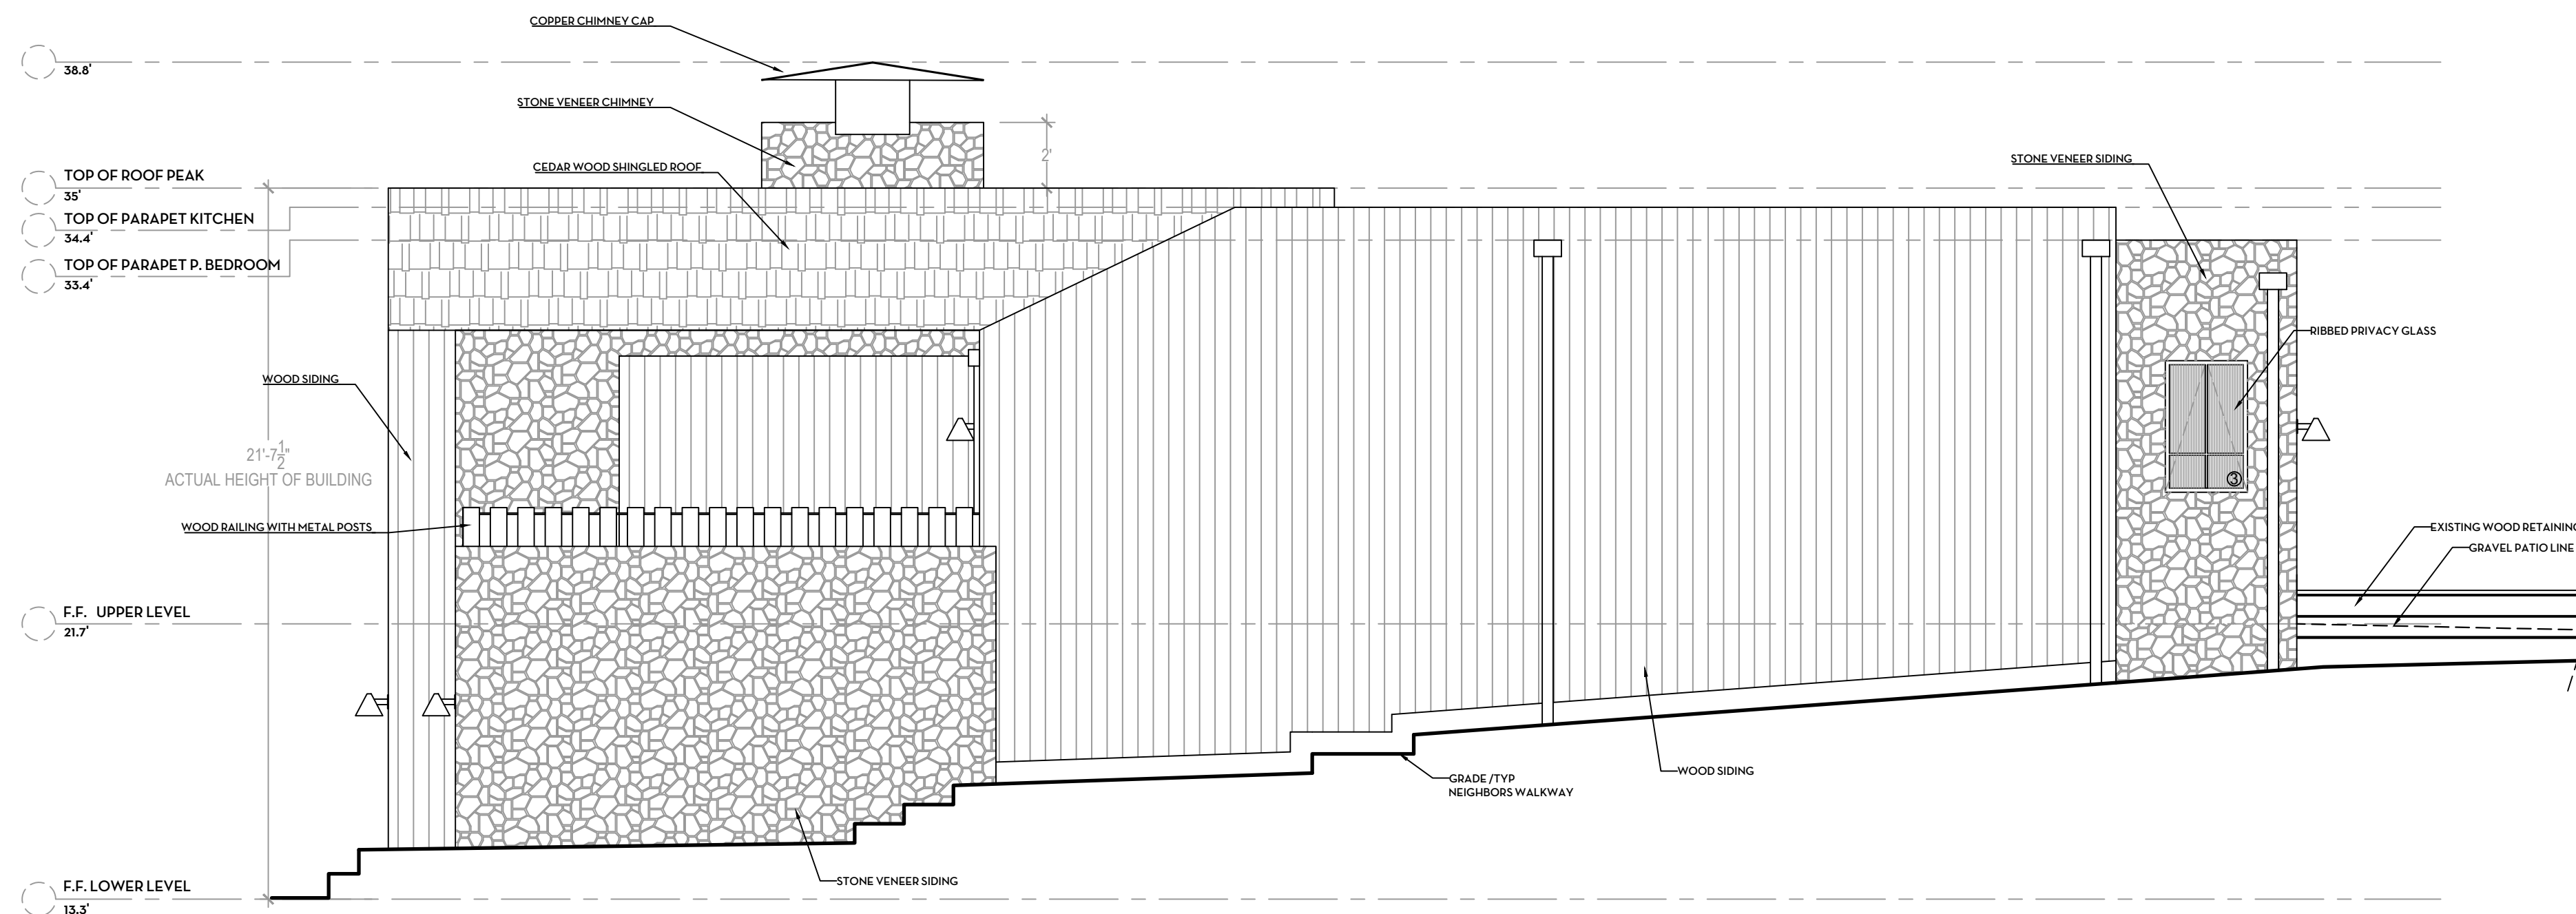 COPPER CHIMNEY CAP
38.8'
STONE VENEER CHIMNEY
2'
STONE VENEER SIDING
CEDAR WOOD SHINGLED ROOF
TOP OF ROOF PEAK
35'
TOP OF PARAPET KITCHEN
34.4'
TOP OF PARAPET P. BEDROOM
33.4'
RIBBED PRIVACY GLASS
WOOD SIDING
21'-7 1/2"
ACTUAL HEIGHT OF BUILDING
3
WOOD RAILING WITH METAL POSTS
EXISTING WOOD RETAINING
GRAVEL PATIO LINE
F.F. UPPER LEVEL
21.7'
WOOD SIDING
GRADE /TYP
NEIGHBORS WALKWAY
STONE VENEER SIDING
F.F. LOWER LEVEL
13.3'